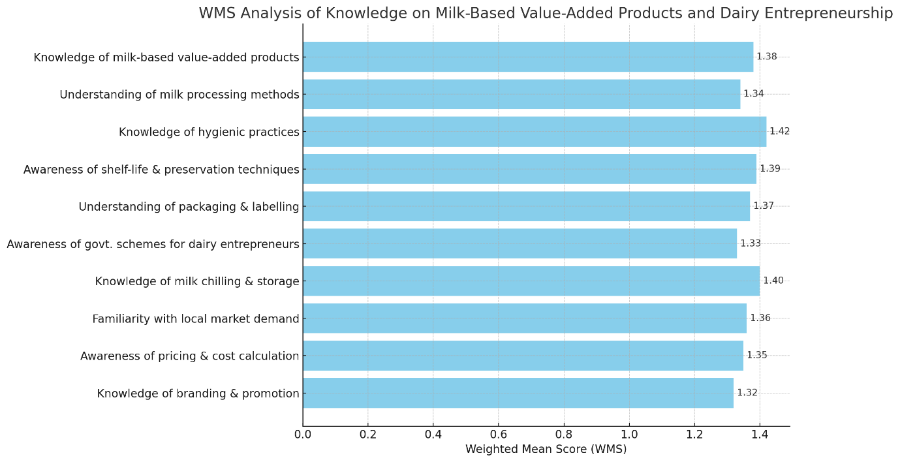 WMS Analysis of Knowledge on Milk-Based Value-Added Products and Dairy Entrepreneurship
Knowledge of milk-based value-added products 1.38
Understanding of milk processing methods 1.34
Knowledge of hygienic practices 1.42
Awareness of shelf-life & preservation techniques 1.39
Understanding of packaging & labelling 1.37
Awareness of govt. schemes for dairy entrepreneurs 1.33
Knowledge of milk chilling & storage 1.40
Familiarity with local market demand 1.36
Awareness of pricing & cost calculation 1.35
Knowledge of branding & promotion 1.32
0.0 0.2 0.4 0.6 0.8 1.0 1.2 1.4
Weighted Mean Score (WMS)